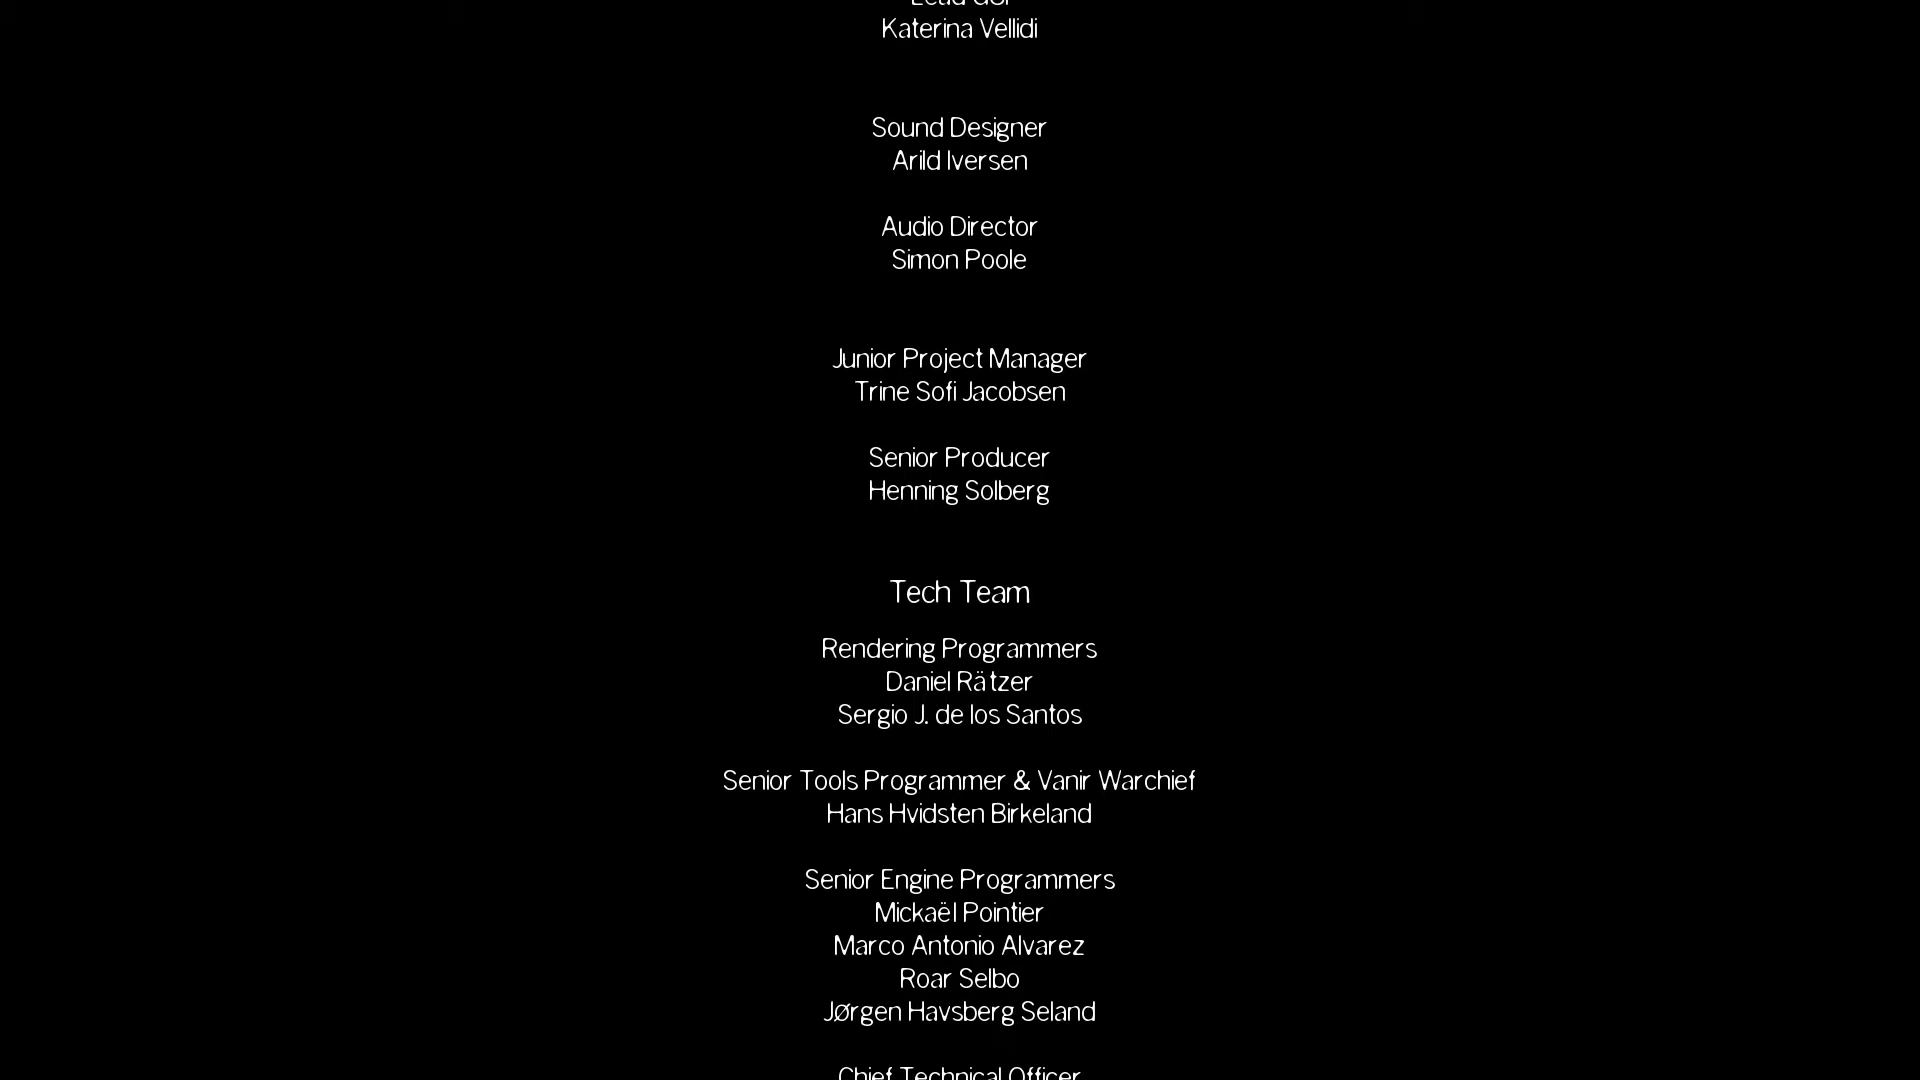 Katerina Vellidi
Sound Designer
Arild Iversen
Audio Director
Simon Poole
Junior Project Manager
Trine Sofi Jacobsen
Senior Producer
Henning Solberg
Tech Team
Rendering Programmers
Daniel Rätzer
Sergio J. de los Santos
Senior Tools Programmer & Vanir Warchief
Hans Hvidsten Birkeland
Senior Engine Programmers
Mickaël Pointier
Marco Antonio Alvarez
Roar Selbo
Jørgen Havsberg Seland
Chief Technical Officer